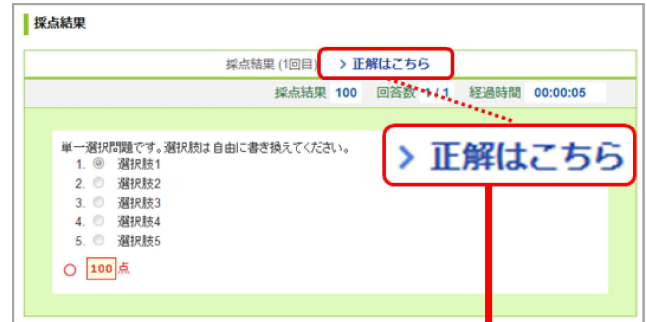 採点結果
採点結果 (1回目) > 正解はこちら
採点結果 100 回答数 1 / 1 経過時間 00:00:05
単一選択問題です。選択肢は自由に書き換えてください。
> 正解はこちら
1. 選択肢1
2. 選択肢2
3. 選択肢3
4. 選択肢4
5. 選択肢5
○ 100 点